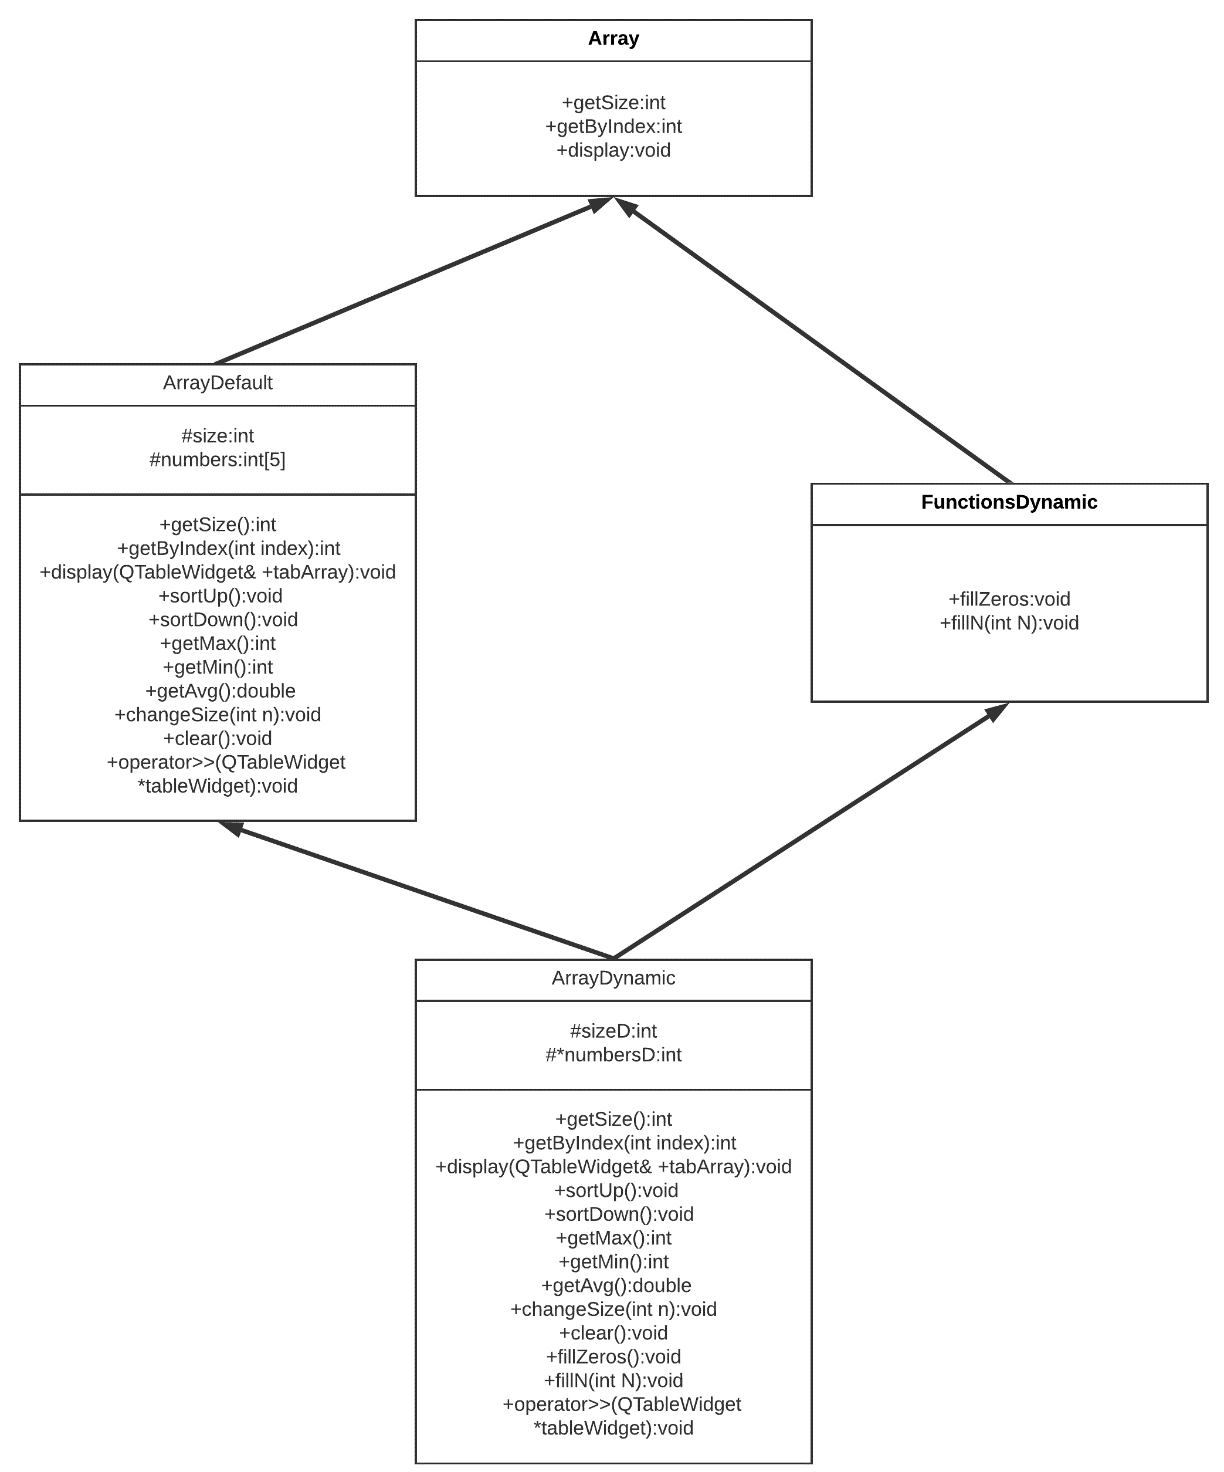 Array
+getSize:int
+getByIndex:int
+display:void
ArrayDefault
#size:int
#numbers:int[5]
+getSize():int
+getByIndex(int index):int
+display(QTableWidget& +tabArray):void
+sortUp():void
+sortDown():void
+getMax():int
+getMin():int
+getAvg():double
+changeSize(int n):void
+clear():void
+operator>>(QTableWidget
*tableWidget):void
FunctionsDynamic
+fillZeros:void
+fillN(int N):void
ArrayDynamic
#sizeD:int
#*numbersD:int
+getSize():int
+getByIndex(int index):int
+display(QTableWidget& +tabArray):void
+sortUp():void
+sortDown():void
+getMax():int
+getMin():int
+getAvg():double
+changeSize(int n):void
+clear():void
+fillZeros():void
+fillN(int N):void
+operator>>(QTableWidget
*tableWidget):void